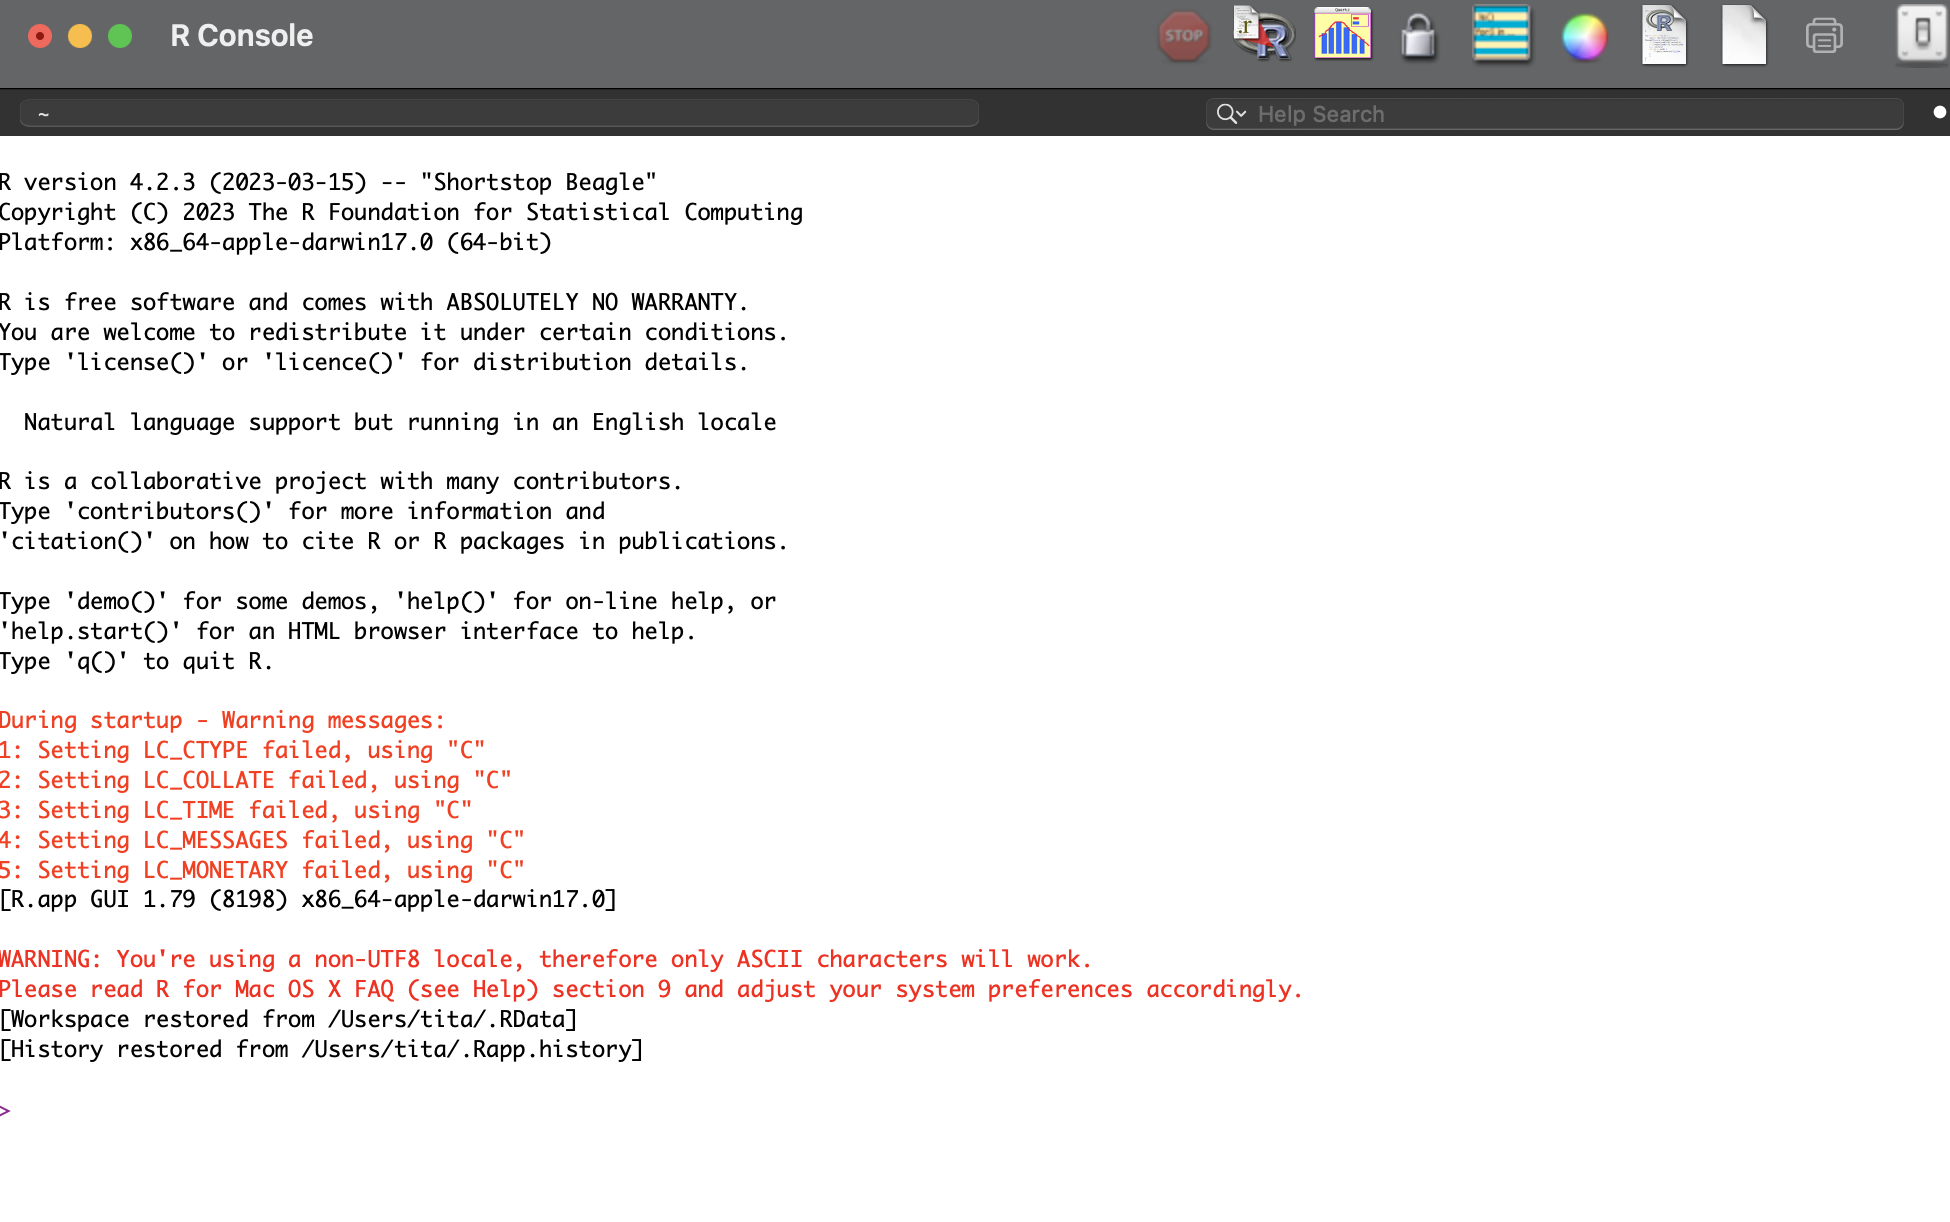 R Console
STOP
~
Help Search
R version 4.2.3 (2023-03-15) -- "Shortstop Beagle"
Copyright (C) 2023 The R Foundation for Statistical Computing
Platform: x86_64-apple-darwin17.0 (64-bit)
R is free software and comes with ABSOLUTELY NO WARRANTY.
You are welcome to redistribute it under certain conditions.
Type 'license()' or 'licence()' for distribution details.
Natural language support but running in an English locale
R is a collaborative project with many contributors.
Type 'contributors()' for more information and
'citation()' on how to cite R or R packages in publications.
Type 'demo()' for some demos, 'help()' for on-line help, or
'help.start()' for an HTML browser interface to help.
Type 'q()' to quit R.
During startup - Warning messages:
1: Setting LC_CTYPE failed, using "C"
2: Setting LC_COLLATE failed, using "C"
3: Setting LC_TIME failed, using "C"
4: Setting LC_MESSAGES failed, using "C"
5: Setting LC_MONETARY failed, using "C"
[R.app GUI 1.79 (8198) x86_64-apple-darwin17.0]
WARNING: You're using a non-UTF8 locale, therefore only ASCII characters will work.
Please read R for Mac OS X FAQ (see Help) section 9 and adjust your system preferences accordingly.
[Workspace restored from /Users/tita/.RData]
[History restored from /Users/tita/.Rapp.history]
>